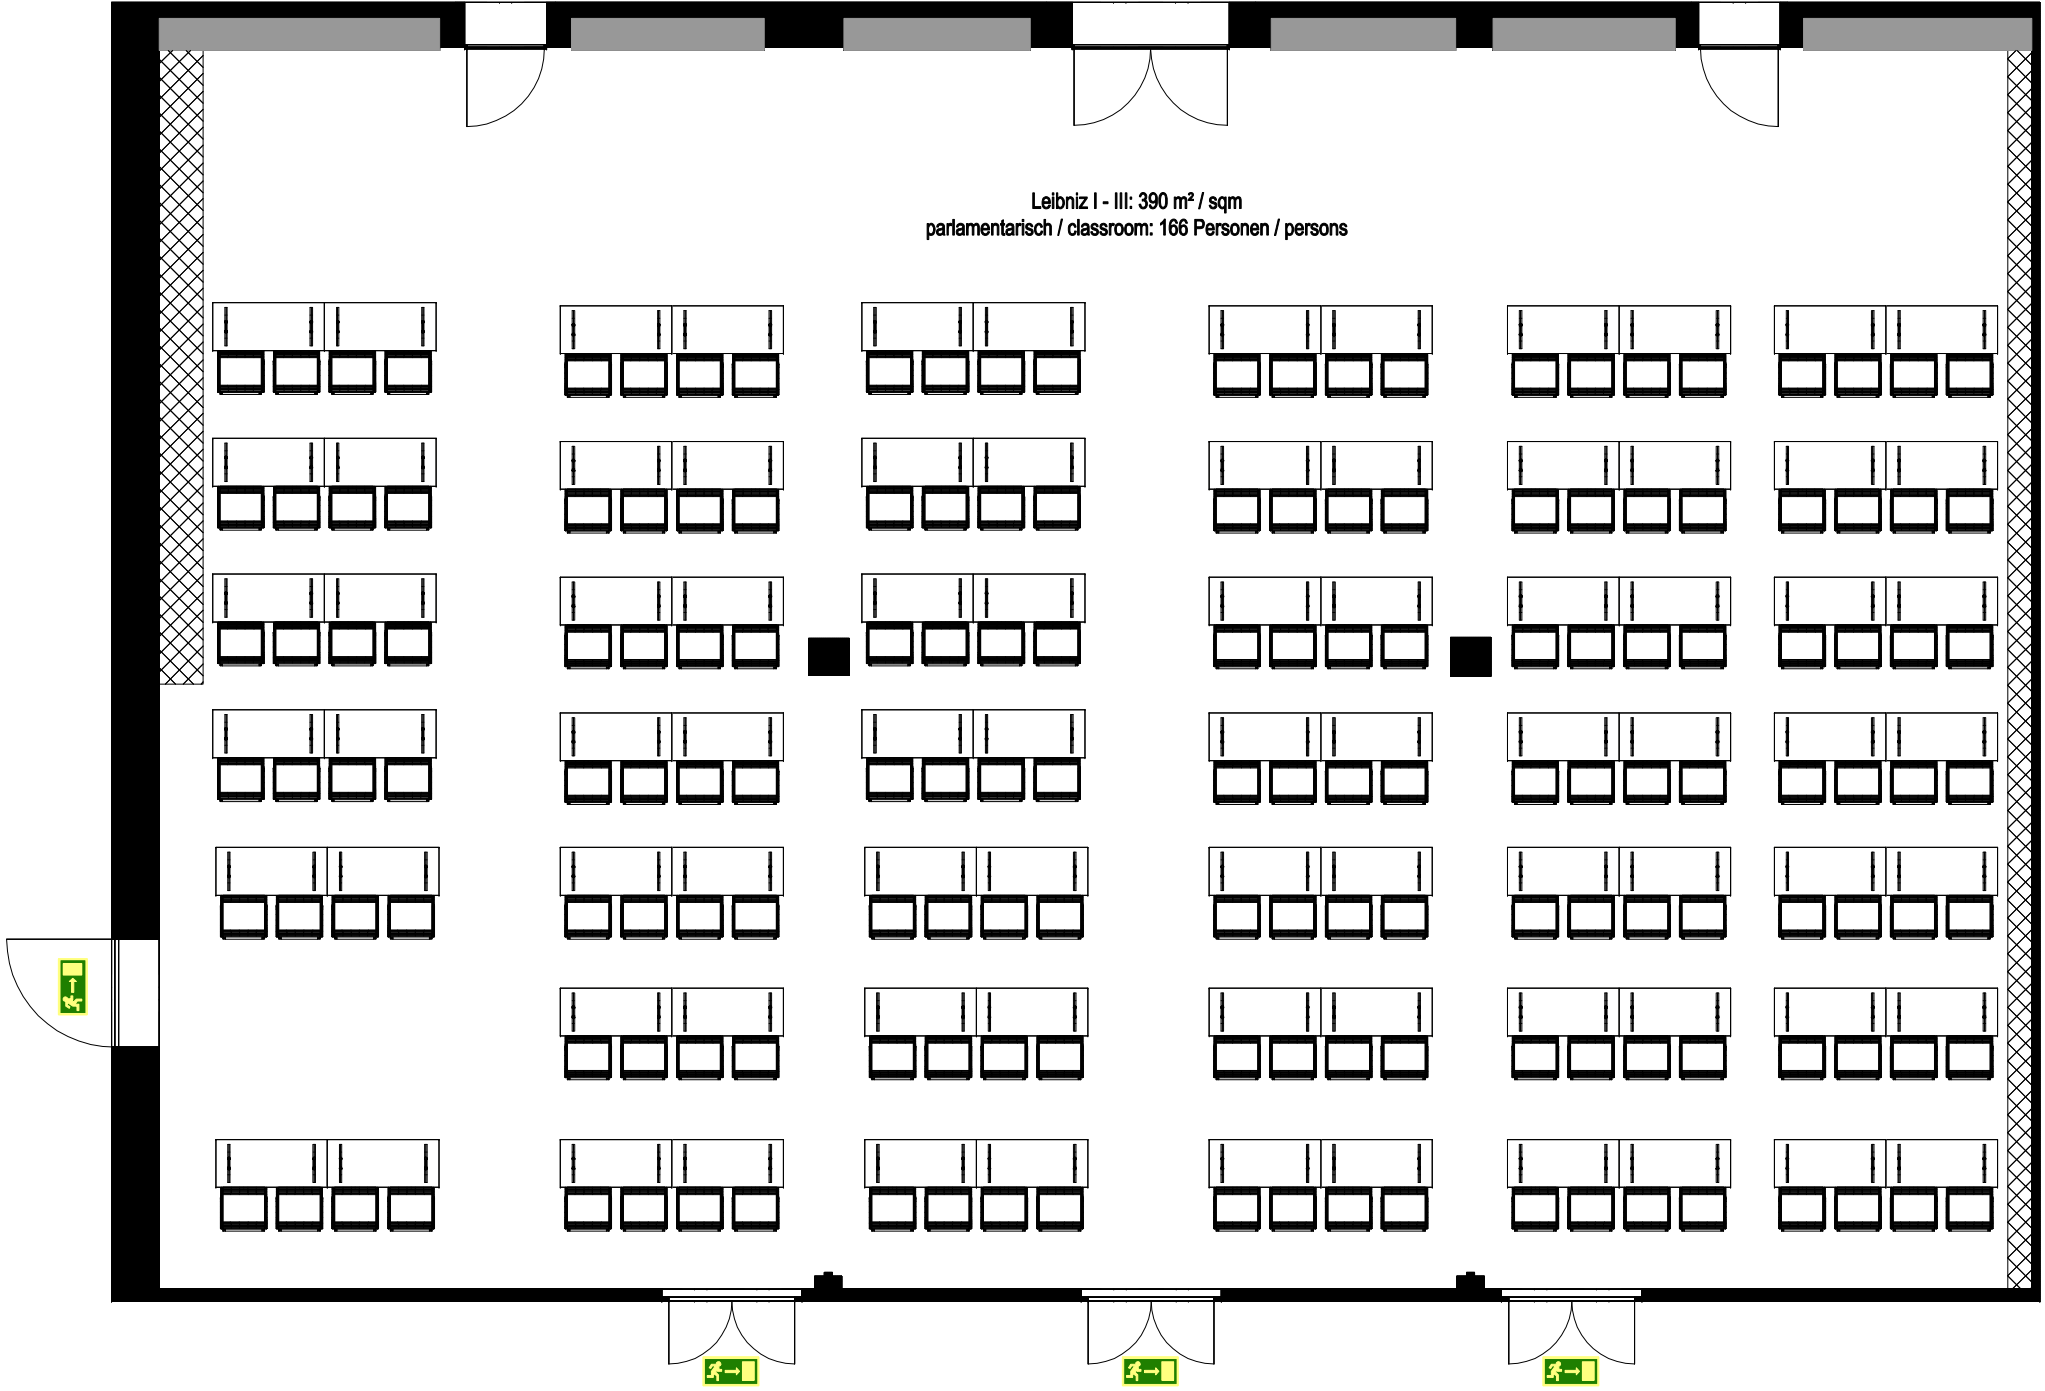 Leibniz I - III: 390 m² / sqm
parlamentarisch / classroom: 166 Personen / persons